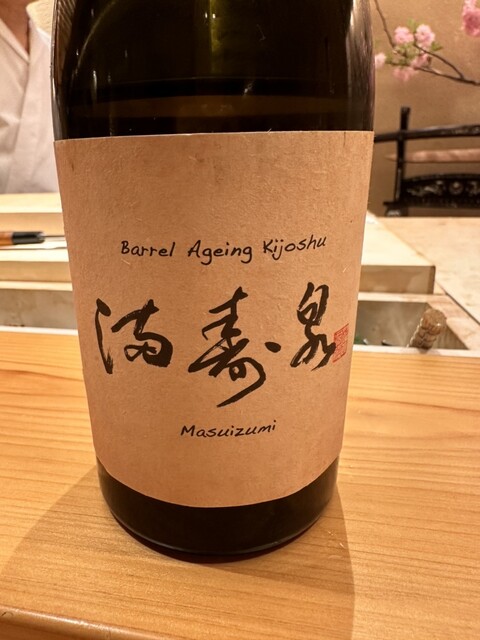 Barrel Ageing Kijoshu
満寿泉
Masuizumi